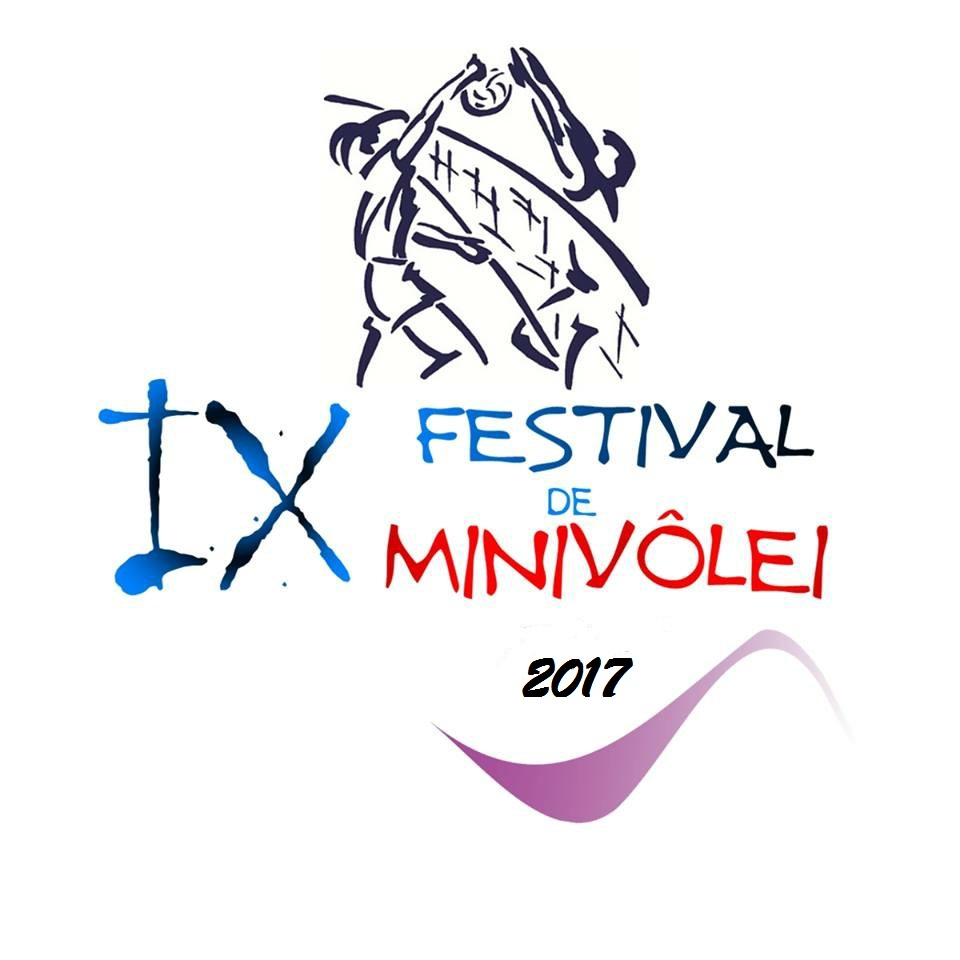 IX FESTIVAL
DE
MINIVÔLEI
2017